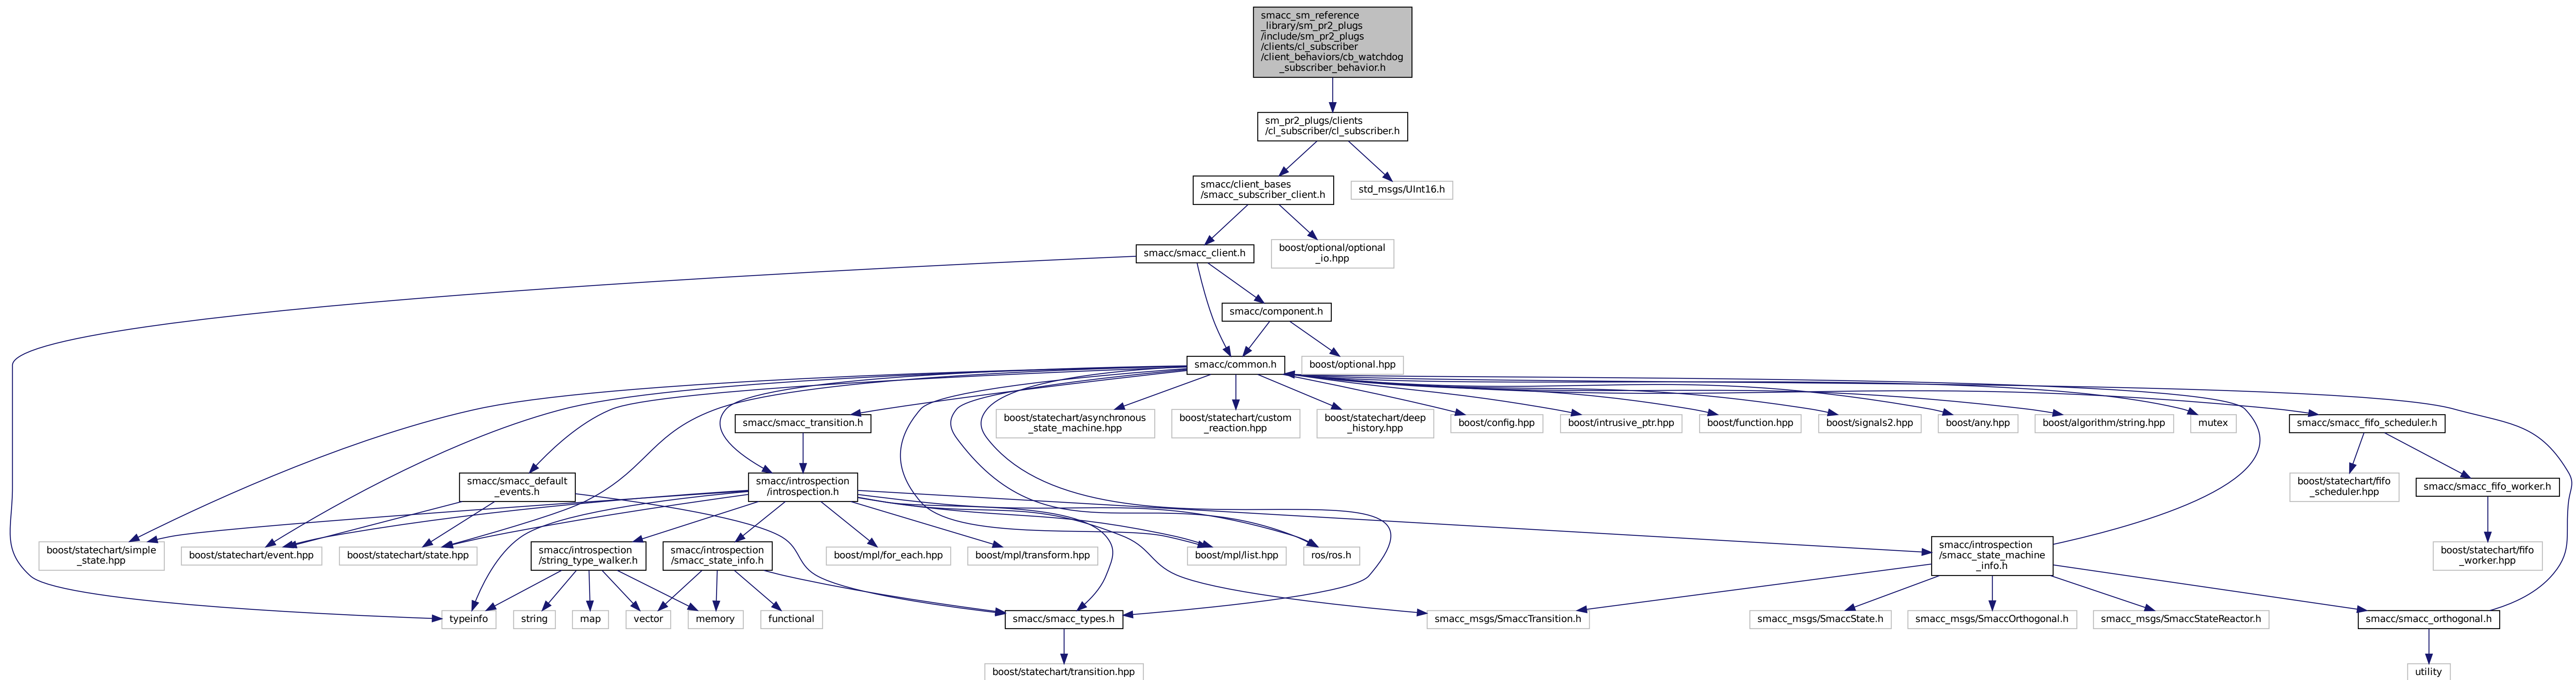 smacc_sm_reference
_library/sm_pr2_plugs
/include/sm_pr2_plugs
/clients/cl_subscriber
/client_behaviors/cb_watchdog
_subscriber_behavior.h
sm_pr2_plugs/clients
/cl_subscriber/cl_subscriber.h
smacc/client_bases
/smacc_subscriber_client.h
std_msgs/UInt16.h
smacc/smacc_client.h
boost/optional/optional
_io.hpp
smacc/component.h
smacc/common.h
boost/optional.hpp
smacc/smacc_transition.h
boost/statechart/asynchronous
_state_machine.hpp
boost/statechart/custom
_reaction.hpp
boost/statechart/deep
_history.hpp
boost/config.hpp
boost/intrusive_ptr.hpp
boost/function.hpp
boost/signals2.hpp
boost/any.hpp
boost/algorithm/string.hpp
mutex
smacc/smacc_fifo_scheduler.h
smacc/smacc_default
_events.h
smacc/introspection
/introspection.h
boost/statechart/fifo
_scheduler.hpp
smacc/smacc_fifo_worker.h
boost/statechart/simple
_state.hpp
boost/statechart/event.hpp
boost/statechart/state.hpp
smacc/introspection
/string_type_walker.h
smacc/introspection
/smacc_state_info.h
boost/mpl/for_each.hpp
boost/mpl/transform.hpp
boost/mpl/list.hpp
ros/ros.h
smacc/introspection
/smacc_state_machine
_info.h
boost/statechart/fifo
_worker.hpp
typeinfo
string
map
vector
memory
functional
smacc/smacc_types.h
smacc_msgs/SmaccTransition.h
smacc_msgs/SmaccState.h
smacc_msgs/SmaccOrthogonal.h
smacc_msgs/SmaccStateReactor.h
smacc/smacc_orthogonal.h
boost/statechart/transition.hpp
utility